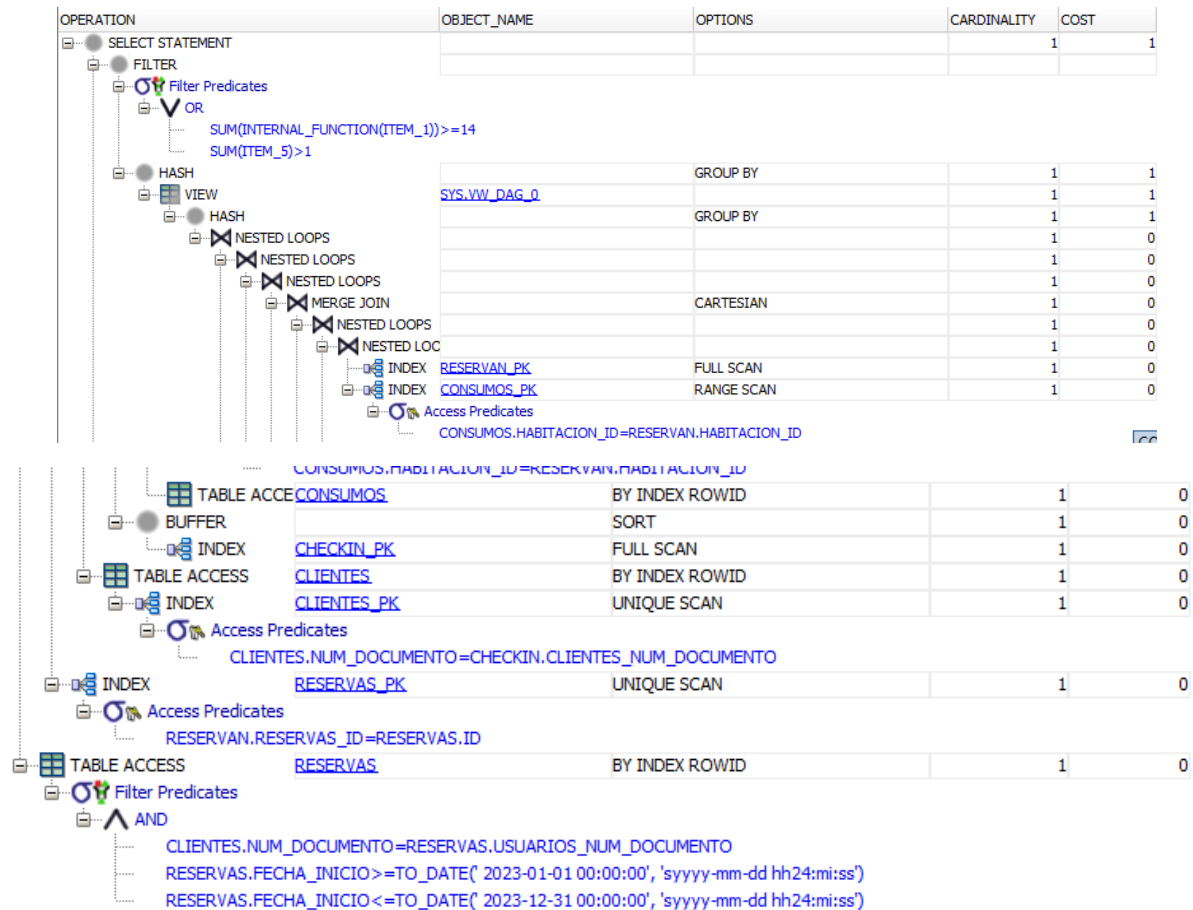 OPERATION OBJECT_NAME OPTIONS CARDINALITY COST
SELECT STATEMENT 1 1
FILTER
Filter Predicates
OR
SUM(INTERNAL_FUNCTION(ITEM_1))>=14
SUM(ITEM_5)>1
HASH GROUP BY 1 1
VIEW SYS.VW_DAG_0 1 1
HASH GROUP BY 1 1
NESTED LOOPS 1 0
NESTED LOOPS 1 0
NESTED LOOPS 1 0
MERGE JOIN CARTESIAN 1 0
NESTED LOOPS 1 0
NESTED LOO 1 0
INDEX RESERVAN_PK FULL SCAN 1 0
INDEX CONSUMOS_PK RANGE SCAN 1 0
Access Predicates
CONSUMOS.HABITACION_ID=RESERVAN.HABITACION_ID
CONSUMOS.HABITACION_ID=RESERVAN.HABITACION_ID
TABLE ACCE CONSUMOS BY INDEX ROWID 1 0
BUFFER SORT 1 0
INDEX CHECKIN_PK FULL SCAN 1 0
TABLE ACCESS CLIENTES BY INDEX ROWID 1 0
INDEX CLIENTES_PK UNIQUE SCAN 1 0
Access Predicates
CLIENTES.NUM_DOCUMENTO=CHECKIN.CLIENTES_NUM_DOCUMENTO
INDEX RESERVAS_PK UNIQUE SCAN 1 0
Access Predicates
RESERVAN.RESERVAS_ID=RESERVAS.ID
TABLE ACCESS RESERVAS BY INDEX ROWID 1 0
Filter Predicates
AND
CLIENTES.NUM_DOCUMENTO=RESERVAS.USUARIOS_NUM_DOCUMENTO
RESERVAS.FECHA_INICIO>=TO_DATE(' 2023-01-01 00:00:00', 'syyyy-mm-dd hh24:mi:ss')
RESERVAS.FECHA_INICIO<=TO_DATE(' 2023-12-31 00:00:00', 'syyyy-mm-dd hh24:mi:ss')